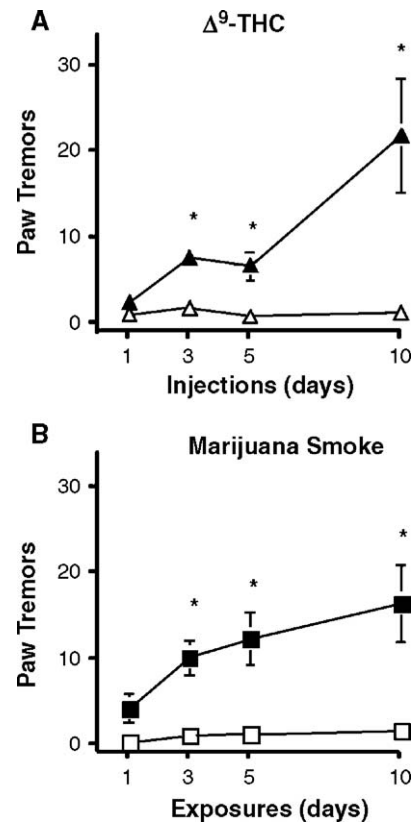 A
Δ⁹-THC
*
30
20
Paw Tremors
* *
10
0
1 3 5 10
Injections (days)
B
Marijuana Smoke
30
*
20
Paw Tremors
* *
10
0
1 3 5 10
Exposures (days)